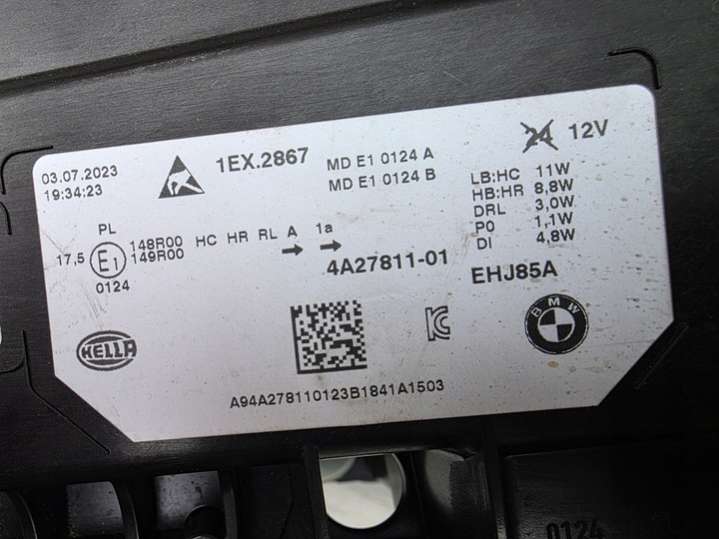 03.07.2023
19:34:23
1EX.2867
MD E1 0124 A
MD E1 0124 B
24 12V
LB:HC 11W
HB:HR 8,8W
DRL 3,0W
PO 1,1W
DI 4,8W
PL
17,5 E1 148R00 HC HR RL A 1a
149R00
0124
4A27811-01
EHJ85A
HELLA
BMW
A94A278110123B1841A1503
0124